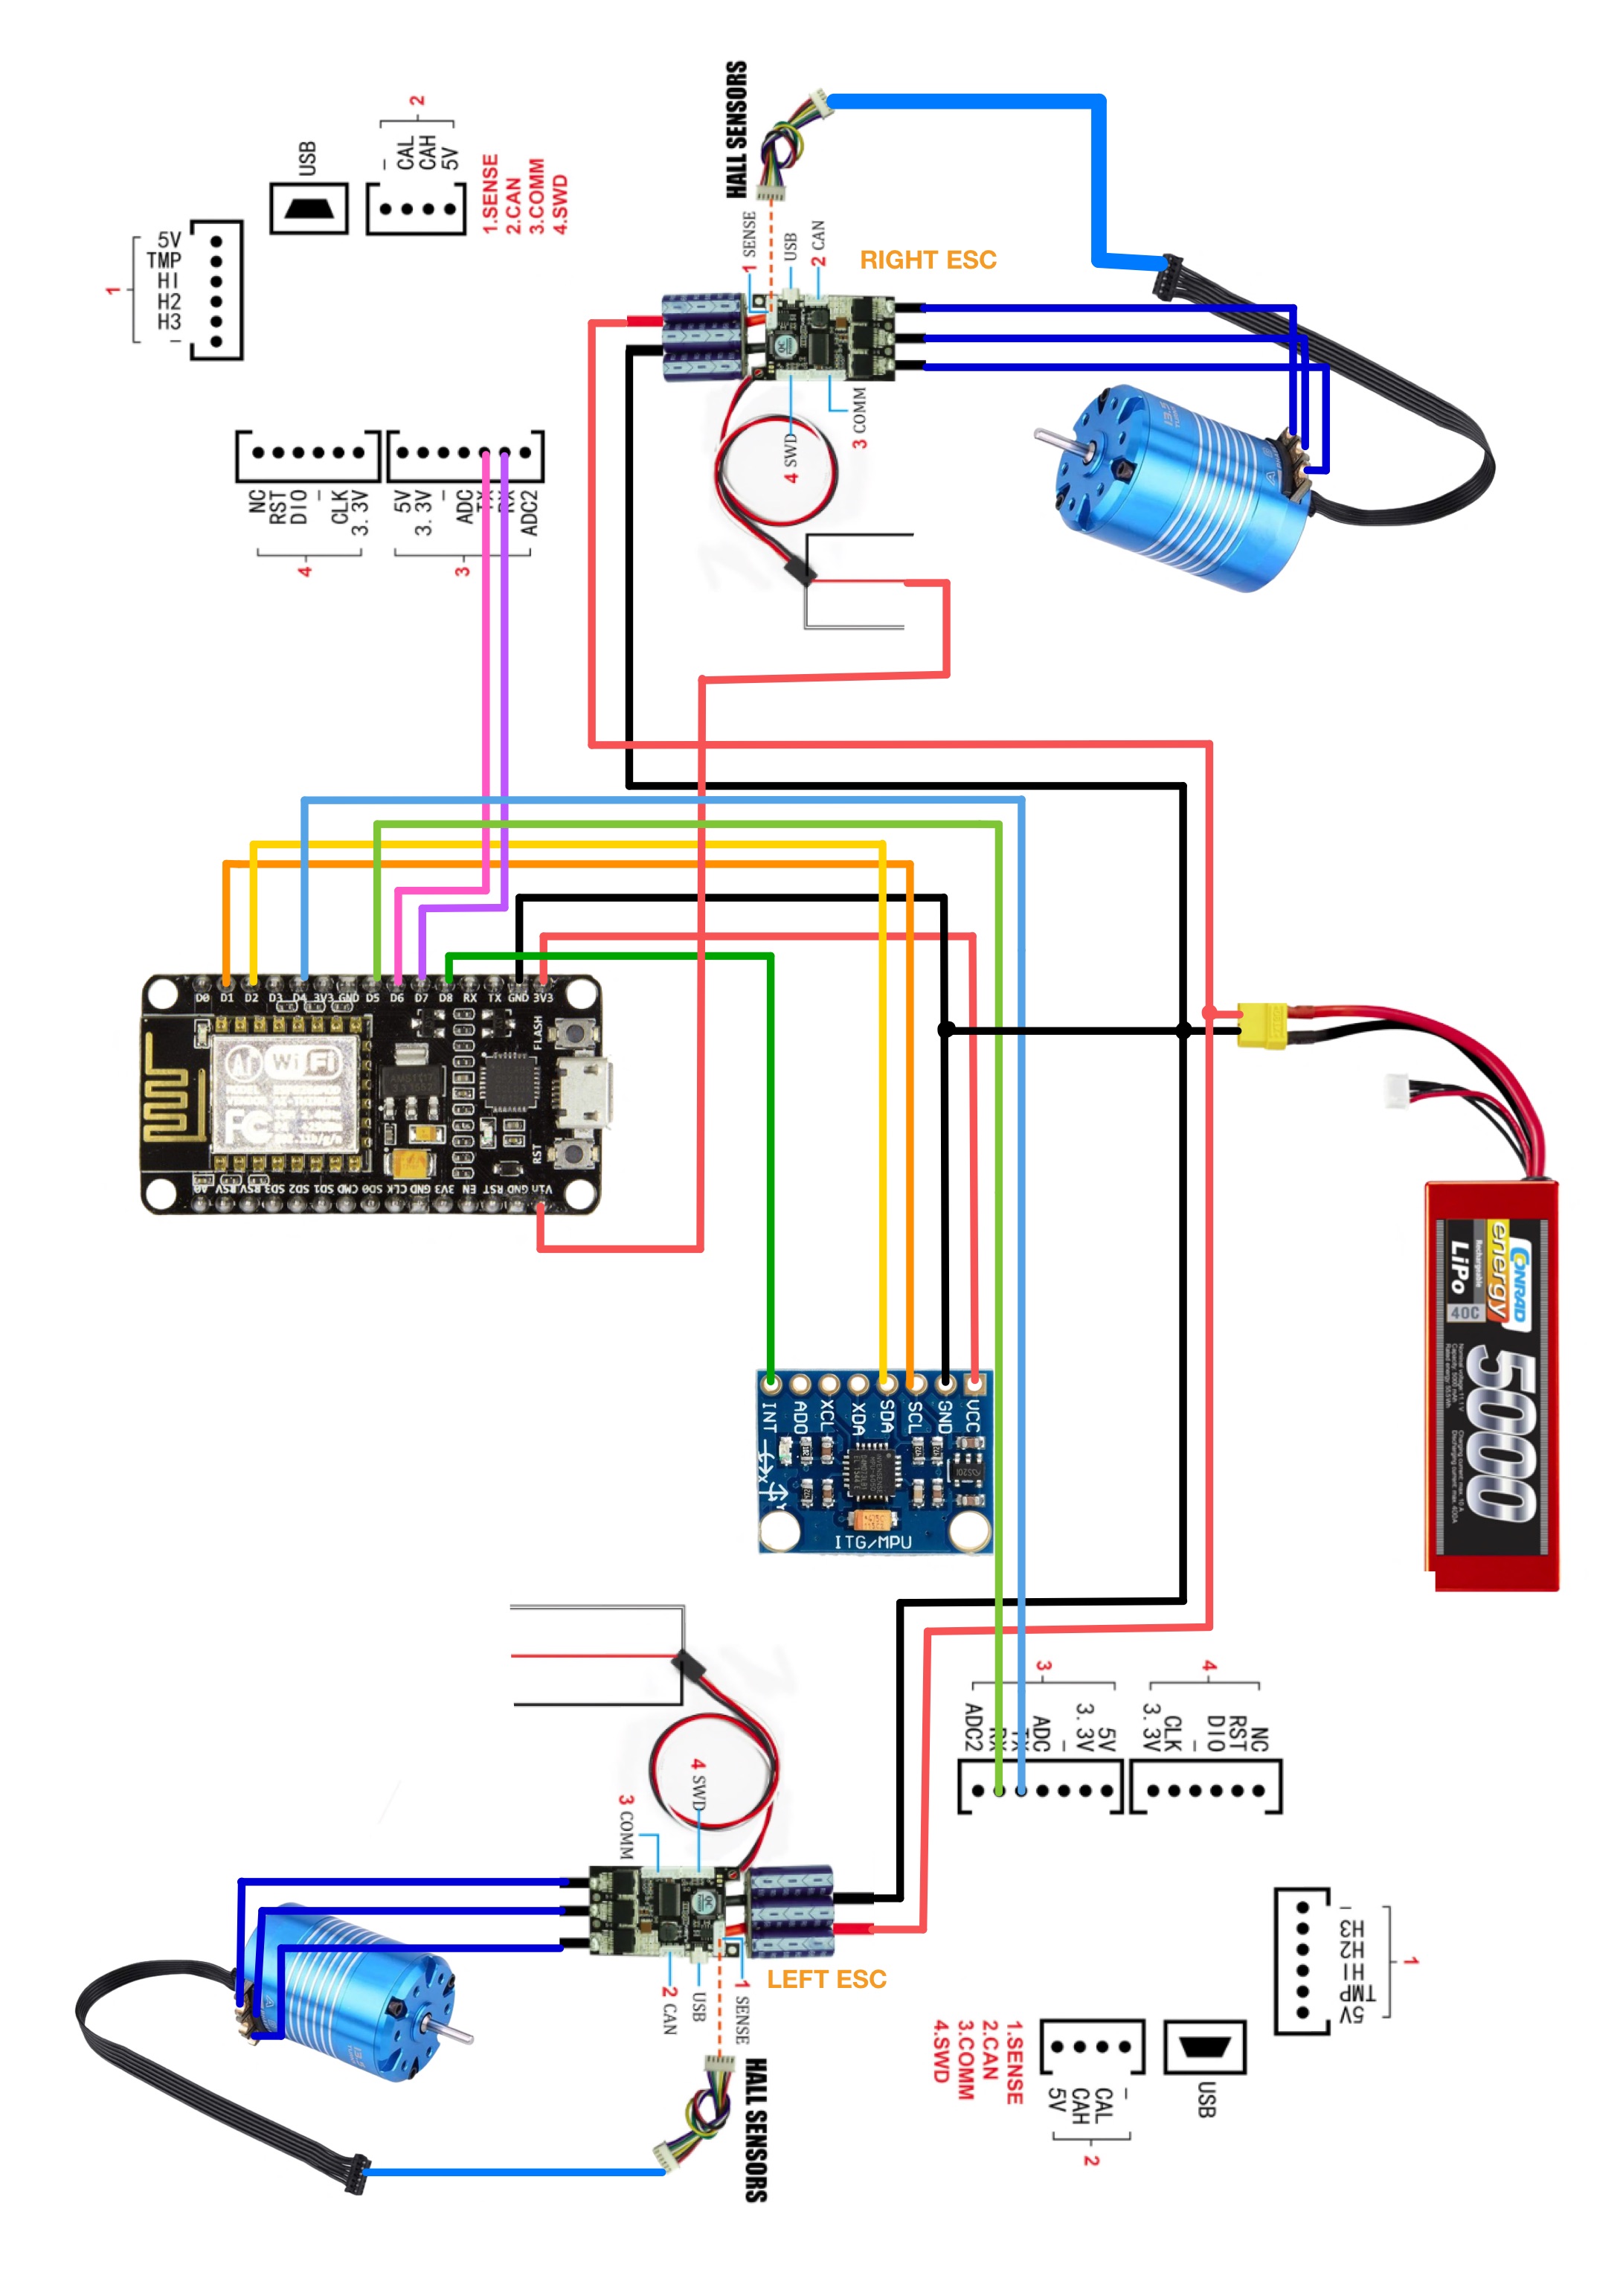 HALL SENSORS
2
USB
-
CAL
CAH
5V
1.SENSE
2.CAN
3.COMM
4.SWD
1
5V
TMP
H1
H2
H3
-
1 SENSE
USB
2 CAN
RIGHT ESC
3 COMM
4 SWD
13.5
NC
RST
DIO
-
CLK
3.3V
4
5V
3.3V
-
ADC
TX
RX
ADC2
3
D0 D1 D2 D3 D4 3V3 GND D5 D6 D7 D8 RX TX GND 3V3
FLASH
WiFi
AMS1117
FC
RST
A0 RSV RSV SD3 SD2 SD1 CMD SD0 CLK GND 3V3 EN RST GND Vin
CONRAD
energy
Rechargeable
LiPo
40C
5000
INT
AD0
XCL
XDA
SDA
SCL
GND
VCC
ITG/MPU
3
ADC2
RX
TX
ADC
-
3.3V
5V
4
3.3V
CLK
-
DIO
RST
NC
4 SWD
3 COMM
LEFT ESC
2 CAN
USB
1 SENSE
HALL SENSORS
1.SENSE
2.CAN
3.COMM
4.SWD
5V
CAH
CAL
-
2
USB
-
H3
H2
H1
TMP
5V
1